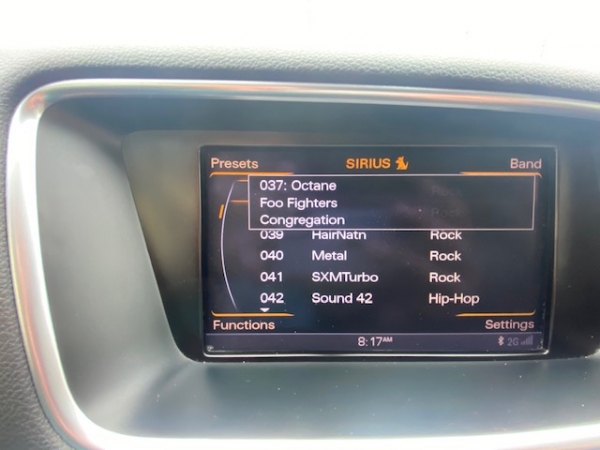 Presets SIRIUS Band
037: Octane
Foo Fighters
Congregation
039 HairNatn Rock
040 Metal Rock
041 SXMTurbo Rock
042 Sound 42 Hip-Hop
Functions Settings
8:17AM 2G